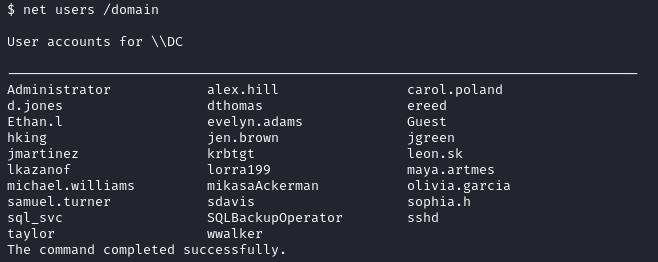 $ net users /domain
User accounts for \\DC
-------------------------------------------------------------------------------
Administrator            alex.hill                carol.poland
d.jones                  dthomas                  ereed
Ethan.l                  evelyn.adams             Guest
hking                    jen.brown                jgreen
jmartinez                krbtgt                   leon.sk
lkazanof                 lorra199                 maya.artmes
michael.williams         mikasaAckerman           olivia.garcia
samuel.turner            sdavis                   sophia.h
sql_svc                  SQLBackupOperator        sshd
taylor                   wwalker
The command completed successfully.